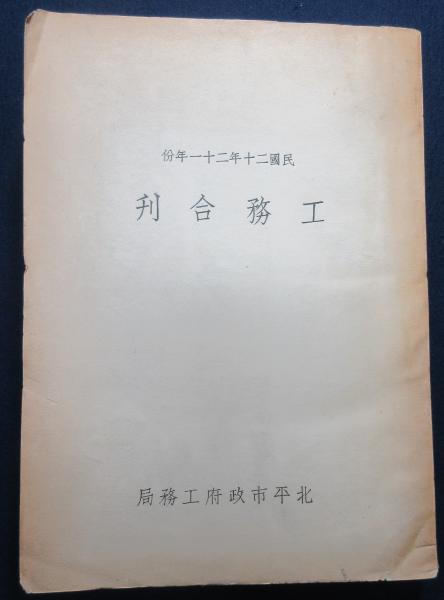 民國二十年二十一年份
工務合刋
北平市政府工務局